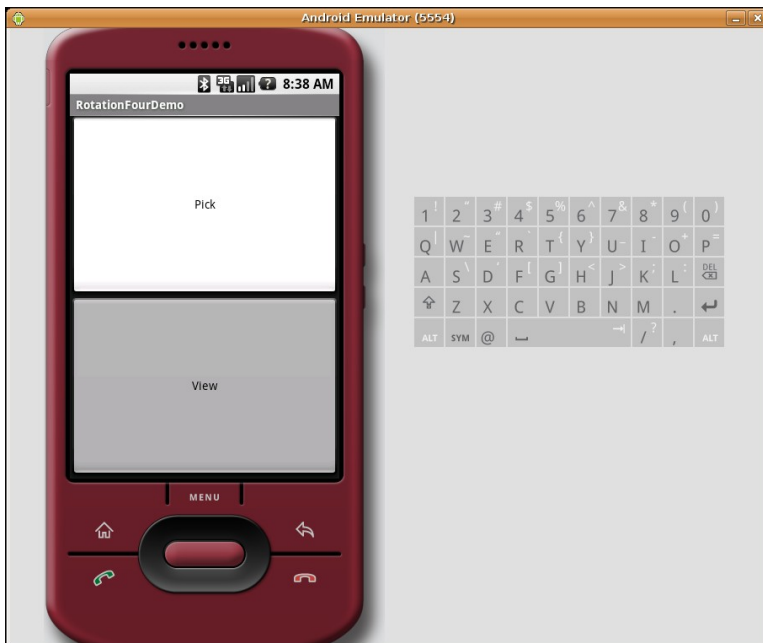 Android Emulator (5554)
3G
8:38 AM
RotationFourDemo
Pick
View
MENU
1 ! 2 " 3 # 4 $ 5 % 6 ^ 7 & 8 * 9 ( 0 )
Q | W ~ E " R ` T { Y } U _ I - O + P =
A S \ D ' F [ G ] H < J > K ; L : DEL
Z X C V B N M .
ALT SYM @ / ? , ALT